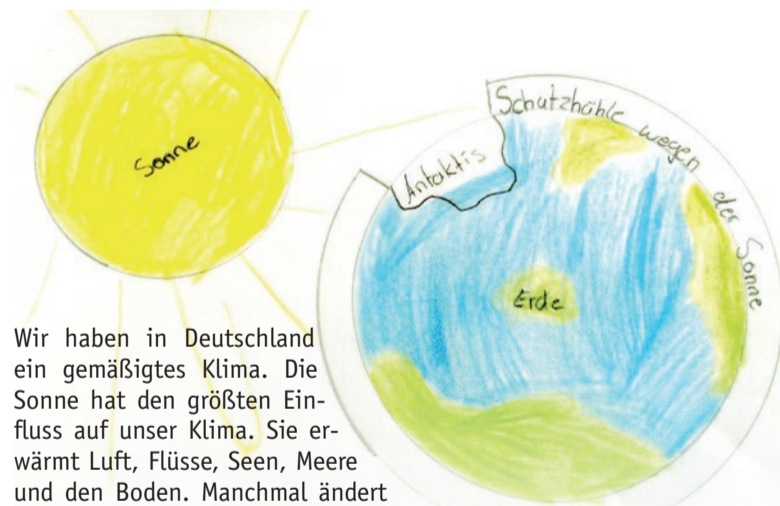 Sonne
Schutzhühle wegen der Sonne
Antaktis
Erde
Wir haben in Deutschland
ein gemäßigtes Klima. Die
Sonne hat den größten Ein-
fluss auf unser Klima. Sie er-
wärmt Luft, Flüsse, Seen, Meere
und den Boden. Manchmal ändert